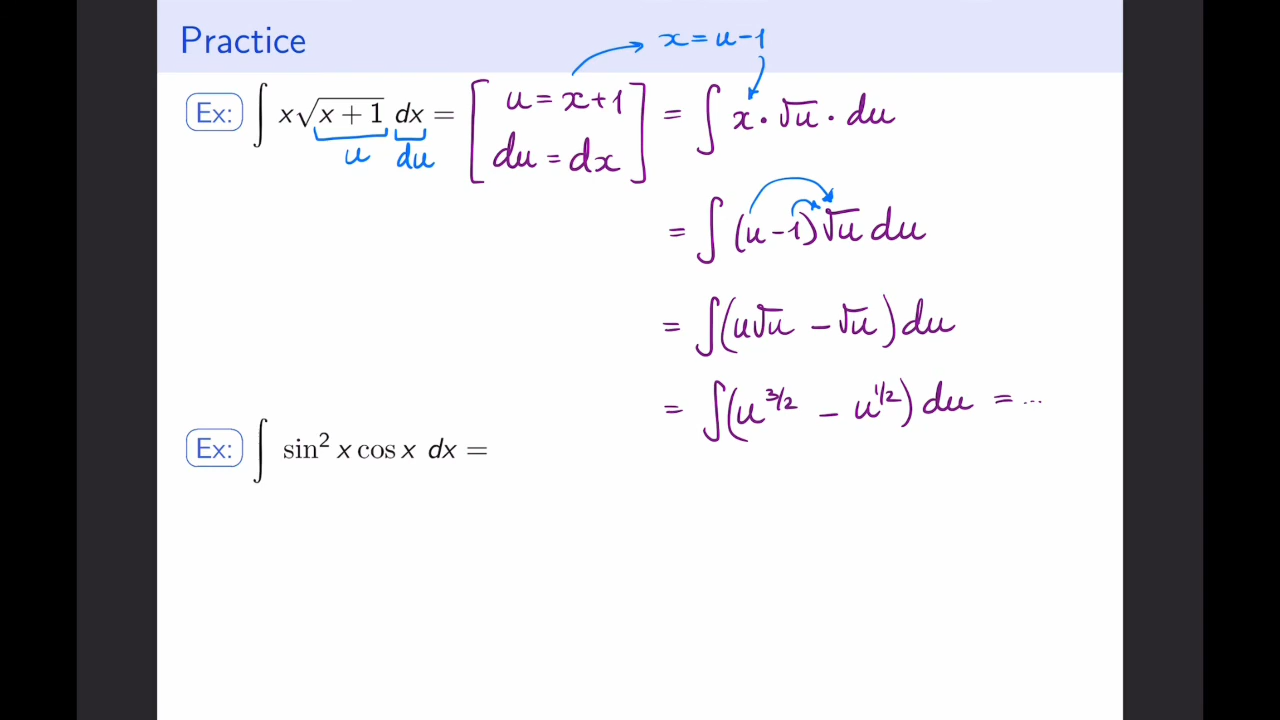 Practice
x = u - 1
Ex: ∫ x√(x + 1) dx = [ u = x+1 = ∫ x · √u · du
u du du = dx ]
= ∫ (u - 1)√u du
= ∫(u√u - √u) du
= ∫(u^{3/2} - u^{1/2}) du = ...
Ex: ∫ sin² x cos x dx =